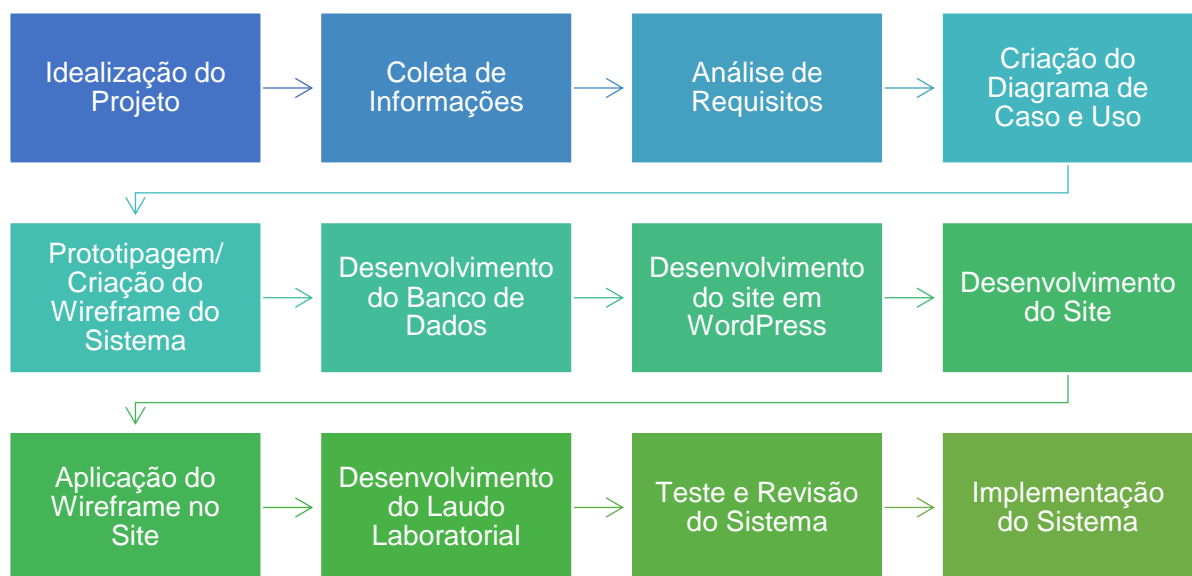 Idealização do
Projeto
Coleta de
Informações
Análise de
Requisitos
Criação do
Diagrama de
Caso e Uso
Prototipagem/
Criação do
Wireframe do
Sistema
Desenvolvimento
do Banco de
Dados
Desenvolvimento
do site em
WordPress
Desenvolvimento
do Site
Aplicação do
Wireframe no
Site
Desenvolvimento
do Laudo
Laboratorial
Teste e Revisão
do Sistema
Implementação
do Sistema